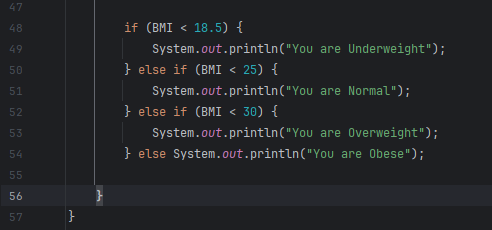 47
48 if (BMI < 18.5) {
49 System.out.println("You are Underweight");
50 } else if (BMI < 25) {
51 System.out.println("You are Normal");
52 } else if (BMI < 30) {
53 System.out.println("You are Overweight");
54 } else System.out.println("You are Obese");
55
56 }
57 }